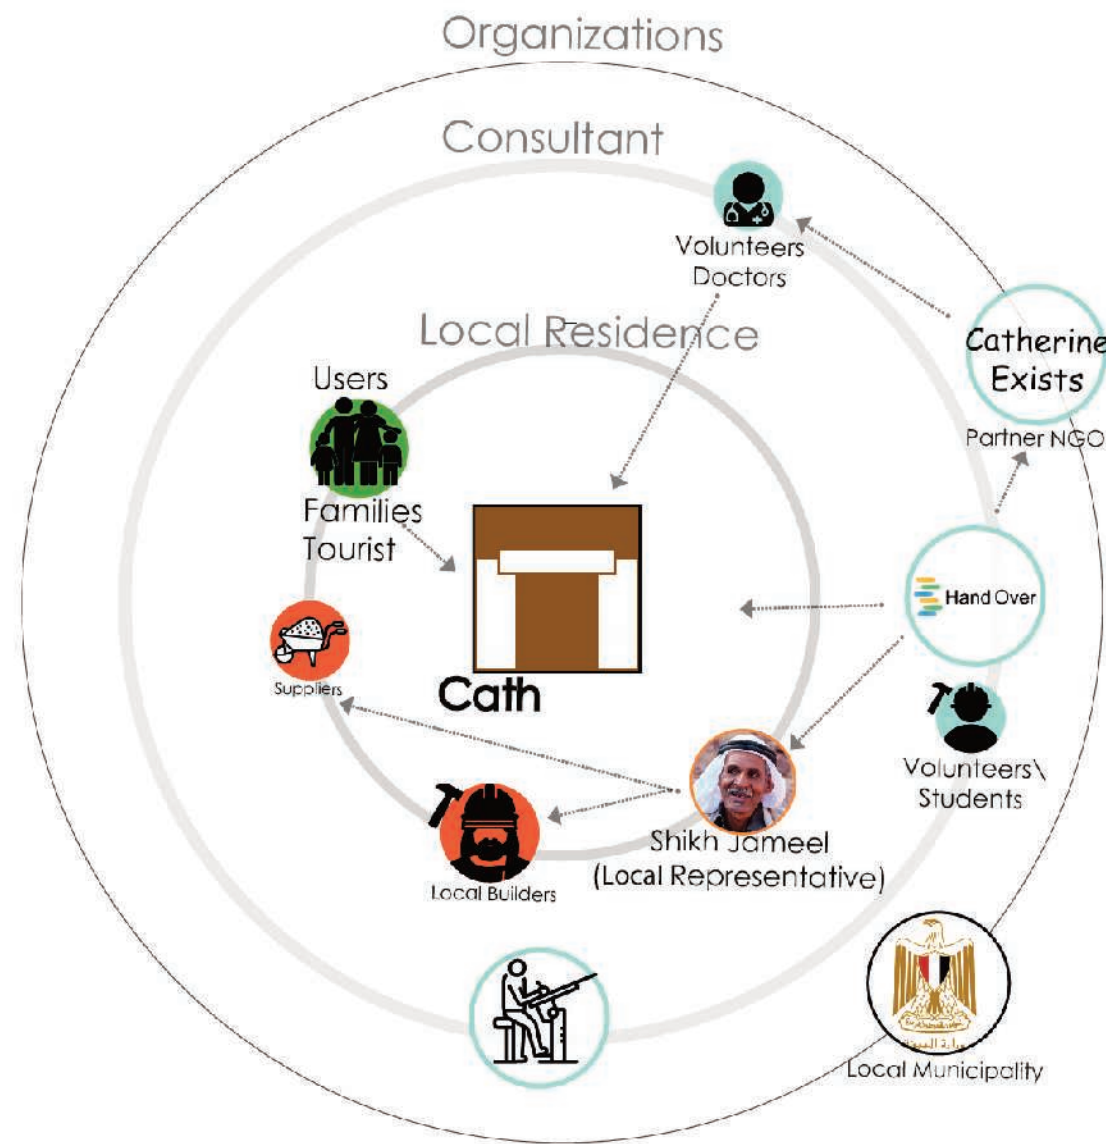 Organizations
Consultant
Volunteers
Doctors
Local Residence
Catherine
Exists
Partner NGO
Users
Families
Tourist
Hand Over
Suppliers
Cath
Volunteers\
Students
Shikh Jameel
(Local Representative)
Local Builders
Local Municipality